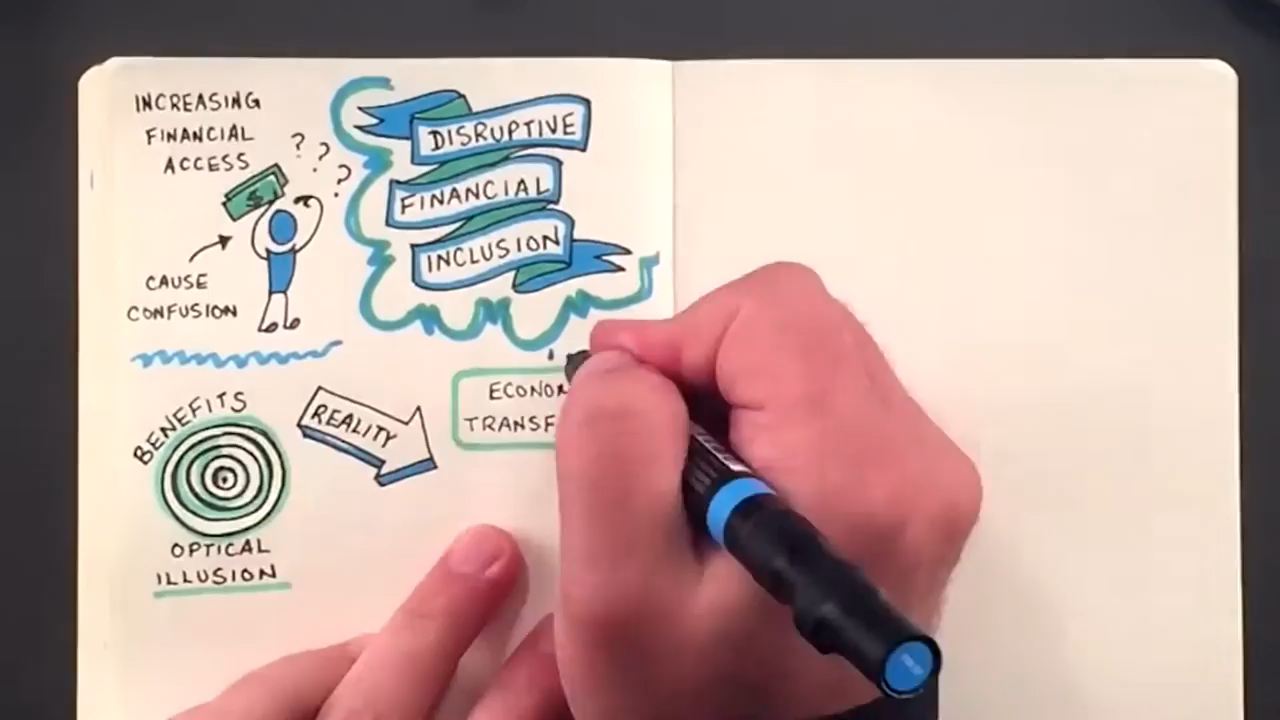 INCREASING
FINANCIAL
ACCESS
? ? ?
$
CAUSE
CONFUSION
DISRUPTIVE
FINANCIAL
INCLUSION
BENEFITS
OPTICAL
ILLUSION
REALITY